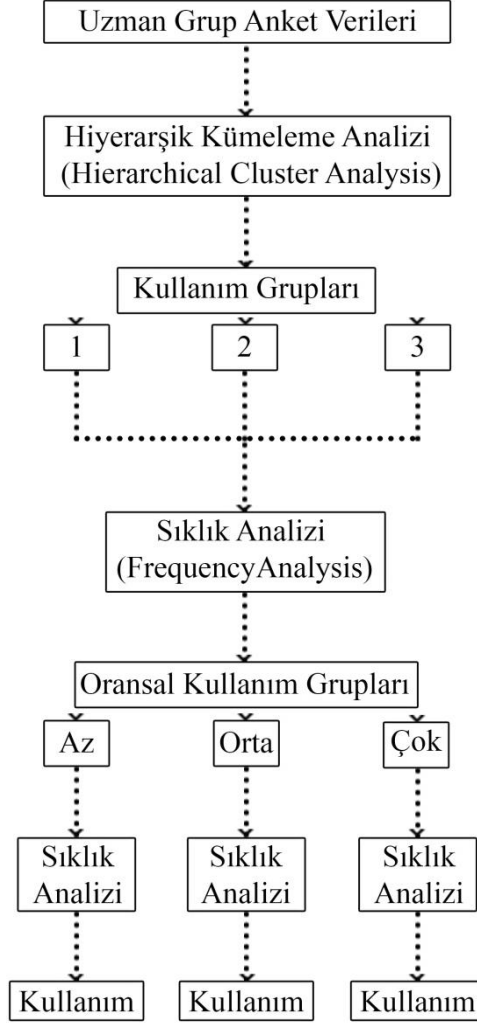 Uzman Grup Anket Verileri
Hiyerarşik Kümeleme Analizi
(Hierarchical Cluster Analysis)
Kullanım Grupları
1 2 3
Sıklık Analizi
(FrequencyAnalysis)
Oransal Kullanım Grupları
Az Orta Çok
Sıklık Sıklık Sıklık
Analizi Analizi Analizi
Kullanım Kullanım Kullanım